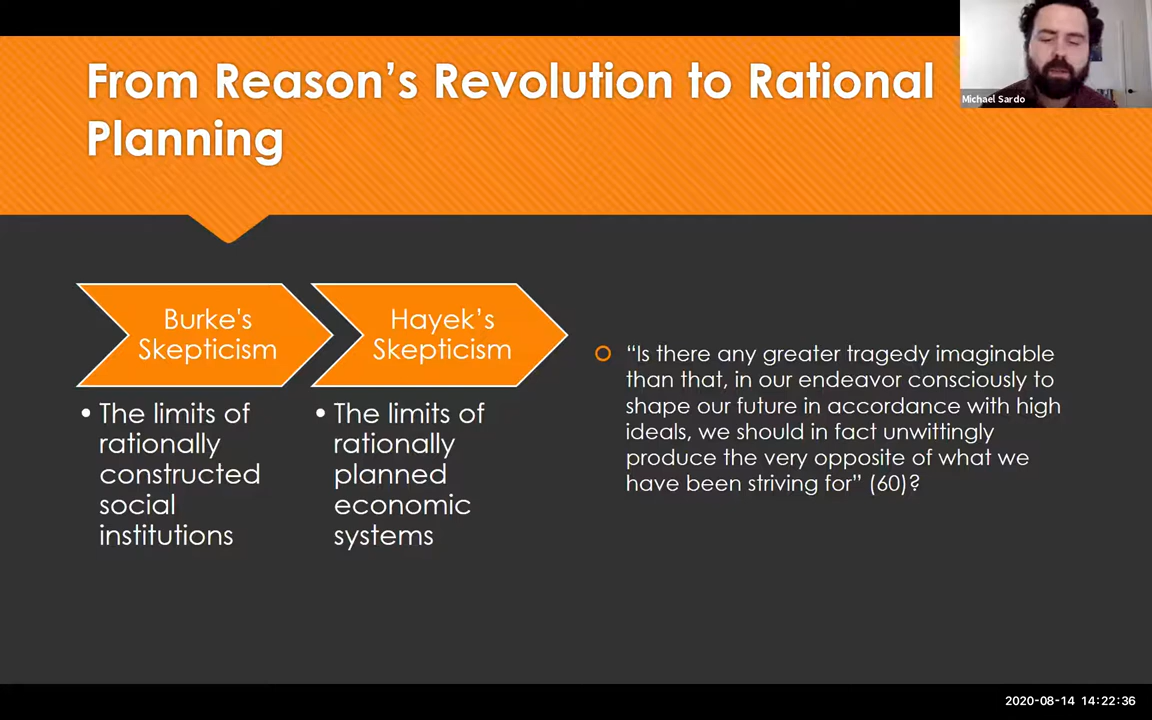 From Reason’s Revolution to Rational
Planning
Michael Sardo
Burke's
Skepticism
• The limits of
rationally
constructed
social
institutions
Hayek’s
Skepticism
• The limits of
rationally
planned
economic
systems
“Is there any greater tragedy imaginable
than that, in our endeavor consciously to
shape our future in accordance with high
ideals, we should in fact unwittingly
produce the very opposite of what we
have been striving for” (60)?
2020-08-14 14:22:36